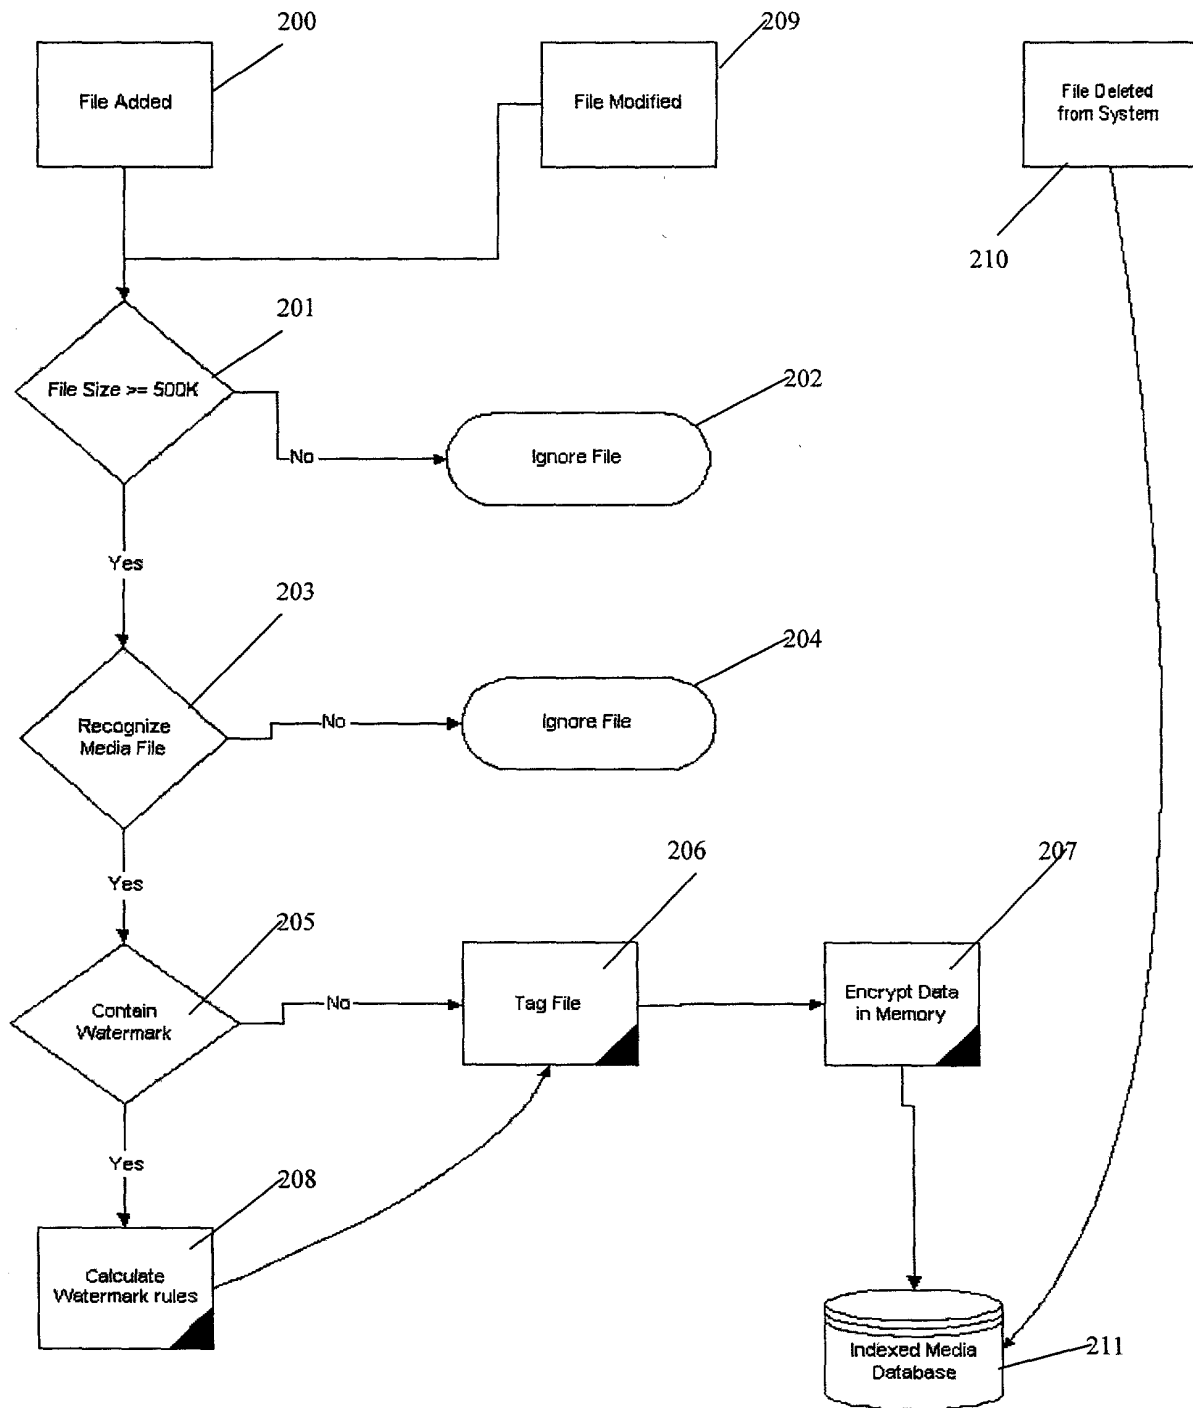 200
209
File Added
File Modified
File Deleted
from System
210
201
File Size >= 500K
202
No
Ignore File
Yes
203
204
Recognize
Media File
No
Ignore File
Yes
205
206
207
Contain
Watermark
No
Tag File
Encrypt Data
in Memory
Yes
208
Calculate
Watermark rules
Indexed Media
Database
211